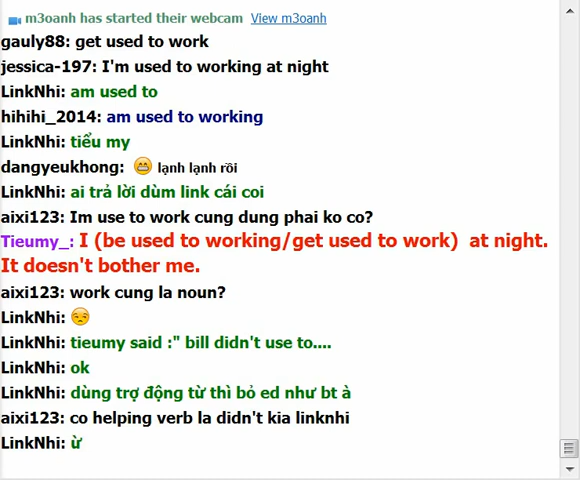 m3oanh has started their webcam View m3oanh
gauly88: get used to work
jessica-197: I'm used to working at night
LinkNhi: am used to
hihihi_2014: am used to working
LinkNhi: tiểu my
dangyeukhong: lạnh lạnh rồi
LinkNhi: ai trả lời dùm link cái coi
aixi123: Im use to work cung dung phai ko co?
Tieumy_: I (be used to working/get used to work) at night.
It doesn't bother me.
aixi123: work cung la noun?
LinkNhi:
LinkNhi: tieumy said :" bill didn't use to....
LinkNhi: ok
LinkNhi: dùng trợ động từ thì bỏ ed như bt à
aixi123: co helping verb la didn't kia linknhi
LinkNhi: ừ